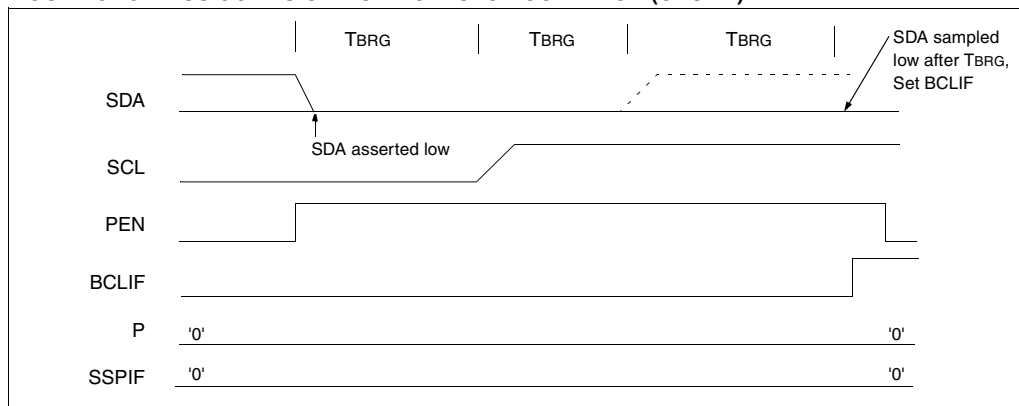 TBRG TBRG TBRG
SDA sampled
low after TBRG,
Set BCLIF
SDA
SDA asserted low
SCL
PEN
BCLIF
P '0' '0'
SSPIF '0' '0'